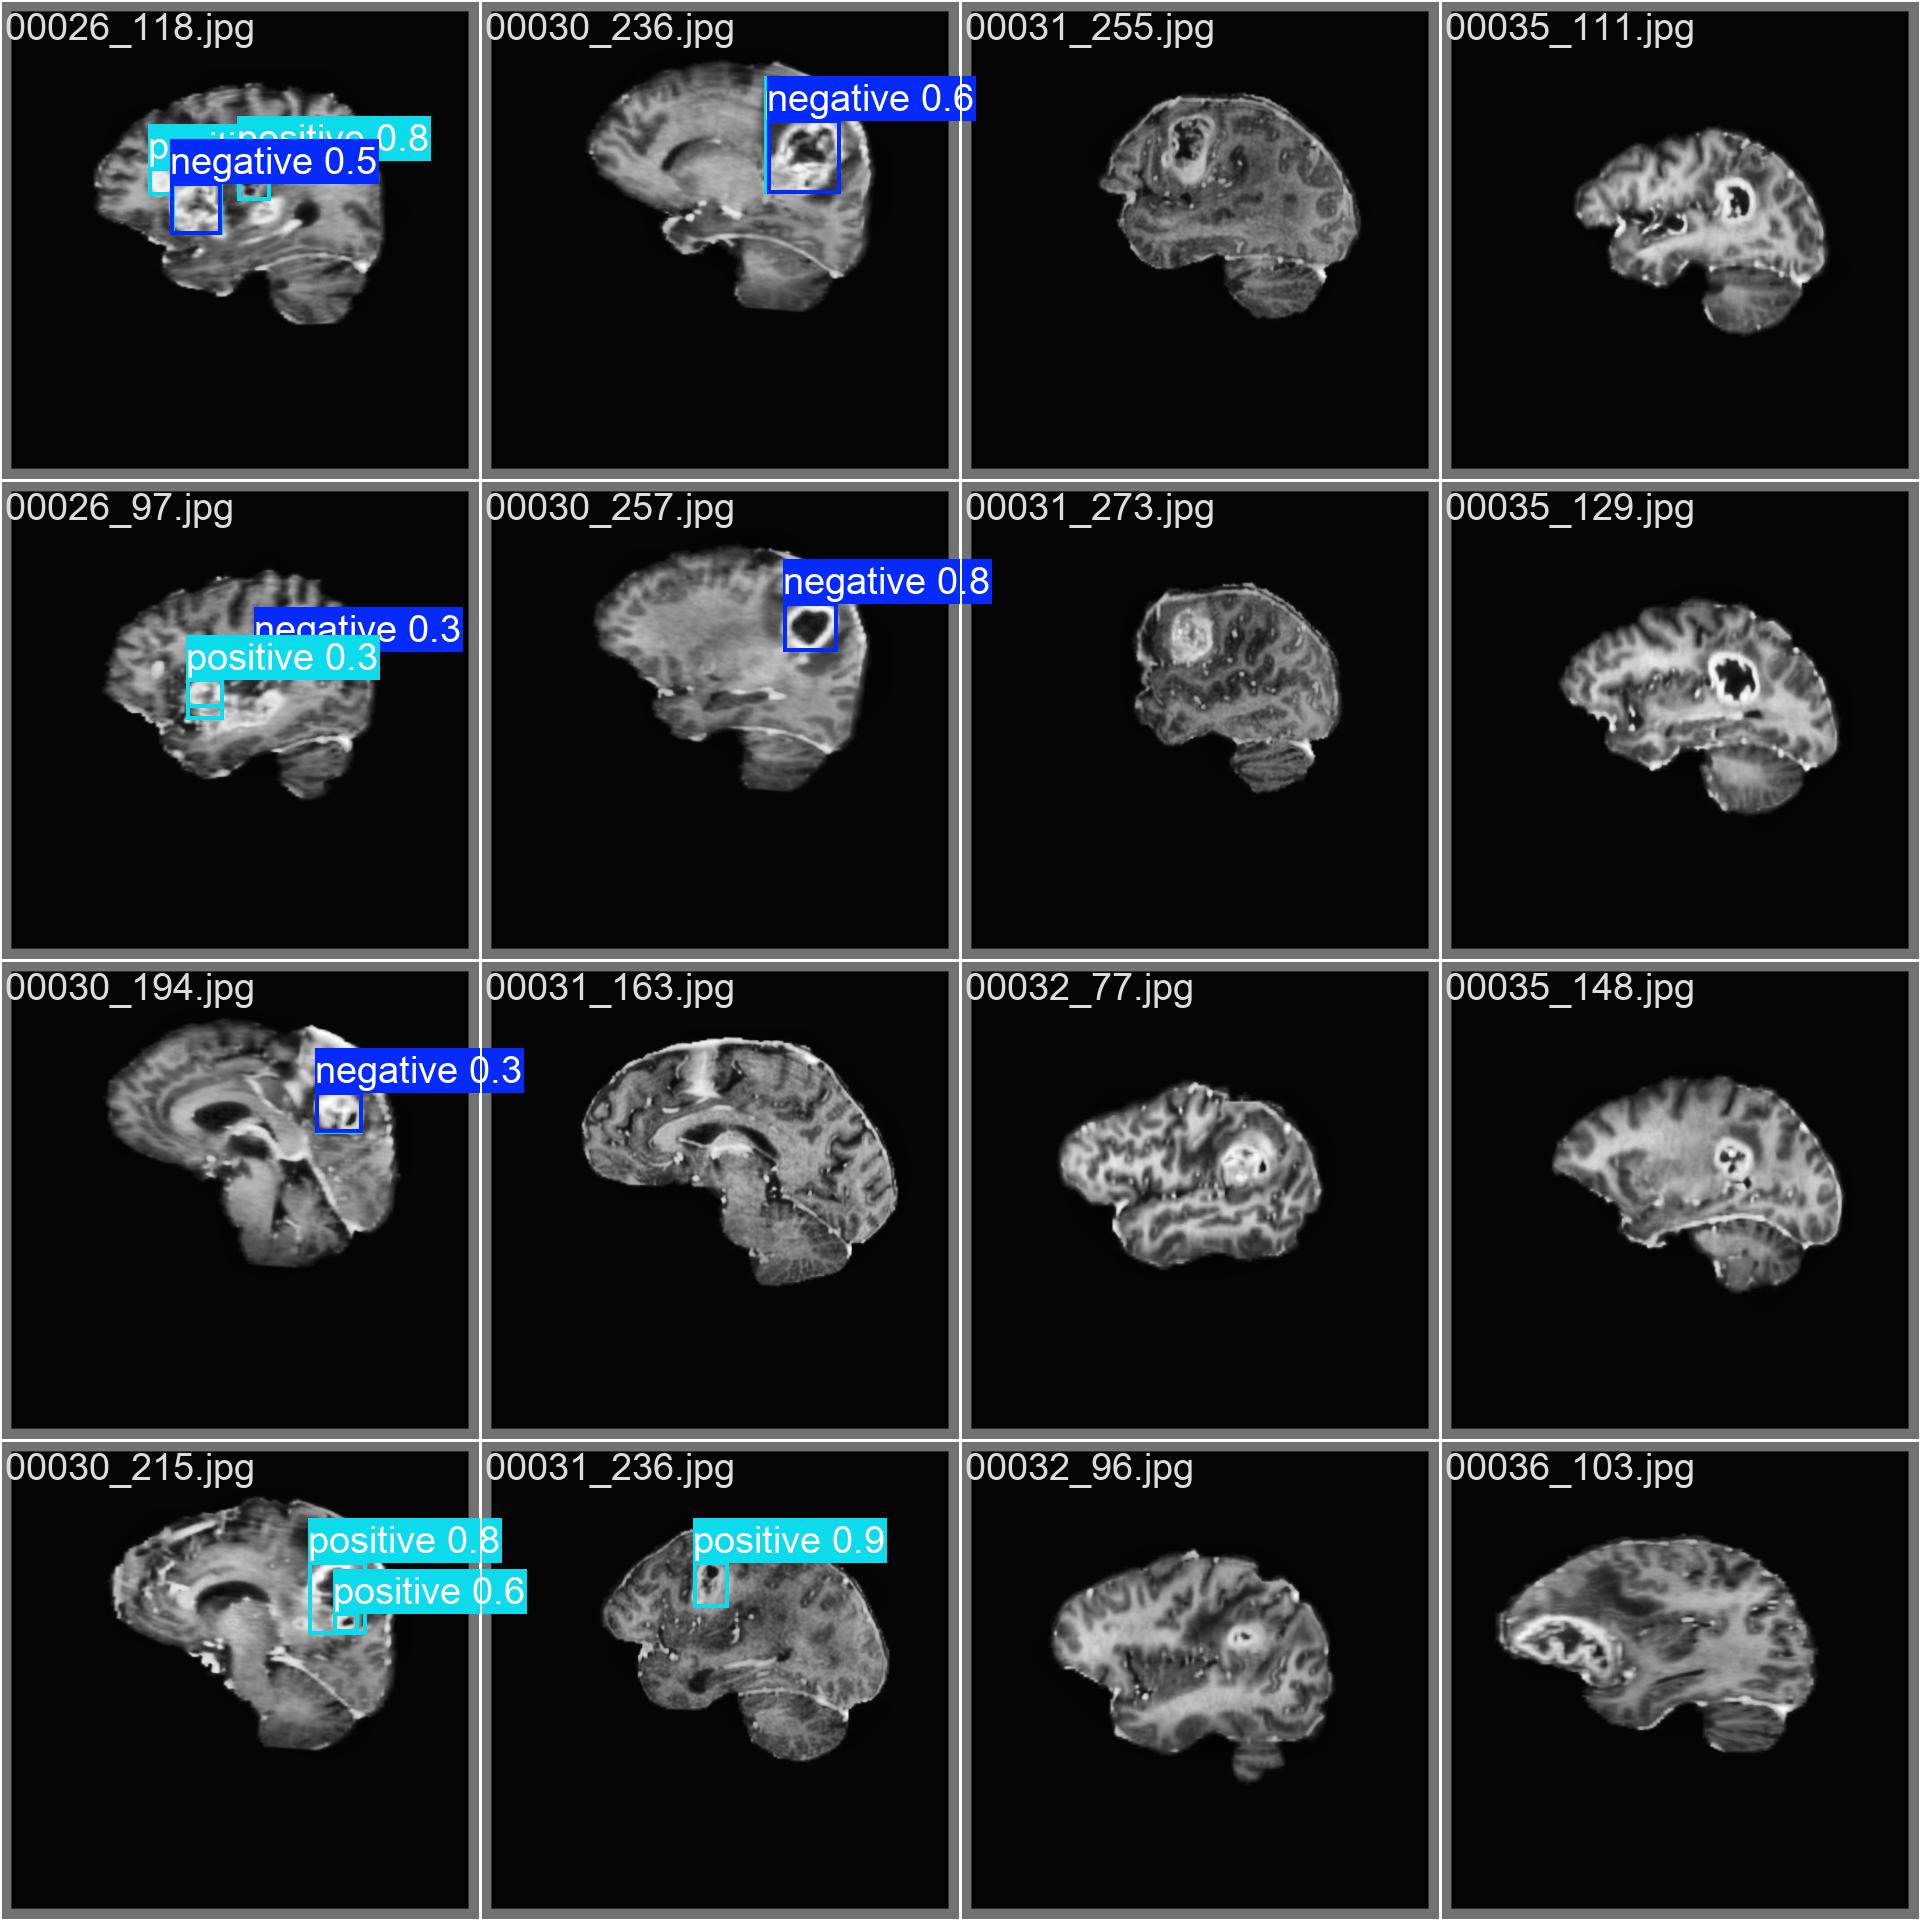 00026_118.jpg
positive 0.8
negative 0.5
00030_236.jpg
negative 0.6
00031_255.jpg
00035_111.jpg
00026_97.jpg
negative 0.3
positive 0.3
00030_257.jpg
negative 0.8
00031_273.jpg
00035_129.jpg
00030_194.jpg
negative 0.3
00031_163.jpg
00032_77.jpg
00035_148.jpg
00030_215.jpg
positive 0.8
positive 0.6
00031_236.jpg
positive 0.9
00032_96.jpg
00036_103.jpg